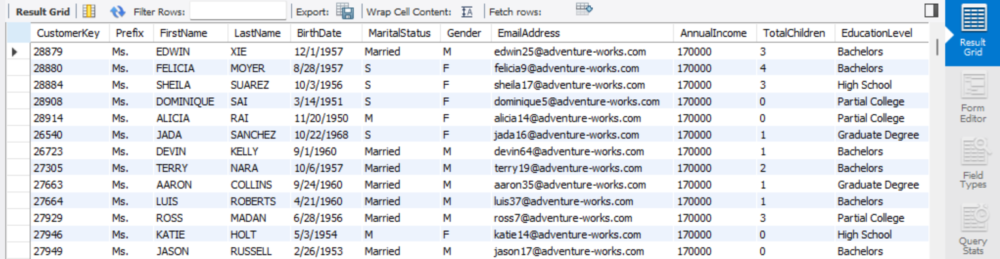 Result Grid Filter Rows: Export: Wrap Cell Content: Fetch rows:
CustomerKey Prefix FirstName LastName BirthDate MaritalStatus Gender EmailAddress AnnualIncome TotalChildren EducationLevel
28879 Ms. EDWIN XIE 12/1/1957 Married M edwin25@adventure-works.com 170000 3 Bachelors
28880 Ms. FELICIA MOYER 8/28/1957 S F felicia9@adventure-works.com 170000 4 Bachelors
28884 Ms. SHEILA SUAREZ 10/3/1956 S F sheila17@adventure-works.com 170000 3 High School
28908 Ms. DOMINIQUE SAI 3/14/1951 S F dominique5@adventure-works.com 170000 0 Partial College
28914 Ms. ALICIA RAI 11/20/1950 M F alicia14@adventure-works.com 170000 0 Partial College
26540 Ms. JADA SANCHEZ 10/22/1968 S F jada16@adventure-works.com 170000 1 Graduate Degree
26723 Ms. DEVIN KELLY 9/1/1960 Married M devin64@adventure-works.com 170000 1 Bachelors
27305 Ms. TERRY NARA 10/6/1957 Married M terry19@adventure-works.com 170000 2 Bachelors
27663 Ms. AARON COLLINS 9/24/1960 Married M aaron35@adventure-works.com 170000 1 Graduate Degree
27664 Ms. LUIS ROBERTS 4/21/1960 Married M luis37@adventure-works.com 170000 1 Bachelors
27929 Ms. ROSS MADAN 6/28/1956 Married M ross7@adventure-works.com 170000 3 Partial College
27946 Ms. KATIE HOLT 5/3/1954 M F katie14@adventure-works.com 170000 0 High School
27949 Ms. JASON RUSSELL 2/26/1953 Married M jason17@adventure-works.com 170000 0 Bachelors
Result
Grid
Form
Editor
Field
Types
Query
Stats